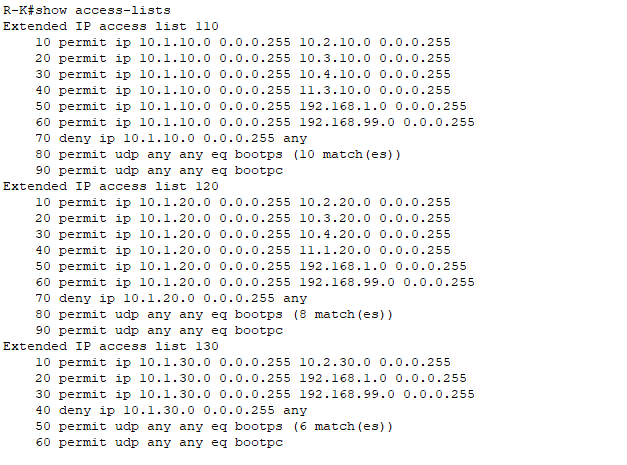 R-K#show access-lists
Extended IP access list 110
    10 permit ip 10.1.10.0 0.0.0.255 10.2.10.0 0.0.0.255
    20 permit ip 10.1.10.0 0.0.0.255 10.3.10.0 0.0.0.255
    30 permit ip 10.1.10.0 0.0.0.255 10.4.10.0 0.0.0.255
    40 permit ip 10.1.10.0 0.0.0.255 11.3.10.0 0.0.0.255
    50 permit ip 10.1.10.0 0.0.0.255 192.168.1.0 0.0.0.255
    60 permit ip 10.1.10.0 0.0.0.255 192.168.99.0 0.0.0.255
    70 deny ip 10.1.10.0 0.0.0.255 any
    80 permit udp any any eq bootps (10 match(es))
    90 permit udp any any eq bootpc
Extended IP access list 120
    10 permit ip 10.1.20.0 0.0.0.255 10.2.20.0 0.0.0.255
    20 permit ip 10.1.20.0 0.0.0.255 10.3.20.0 0.0.0.255
    30 permit ip 10.1.20.0 0.0.0.255 10.4.20.0 0.0.0.255
    40 permit ip 10.1.20.0 0.0.0.255 11.1.20.0 0.0.0.255
    50 permit ip 10.1.20.0 0.0.0.255 192.168.1.0 0.0.0.255
    60 permit ip 10.1.20.0 0.0.0.255 192.168.99.0 0.0.0.255
    70 deny ip 10.1.20.0 0.0.0.255 any
    80 permit udp any any eq bootps (8 match(es))
    90 permit udp any any eq bootpc
Extended IP access list 130
    10 permit ip 10.1.30.0 0.0.0.255 10.2.30.0 0.0.0.255
    20 permit ip 10.1.30.0 0.0.0.255 192.168.1.0 0.0.0.255
    30 permit ip 10.1.30.0 0.0.0.255 192.168.99.0 0.0.0.255
    40 deny ip 10.1.30.0 0.0.0.255 any
    50 permit udp any any eq bootps (6 match(es))
    60 permit udp any any eq bootpc